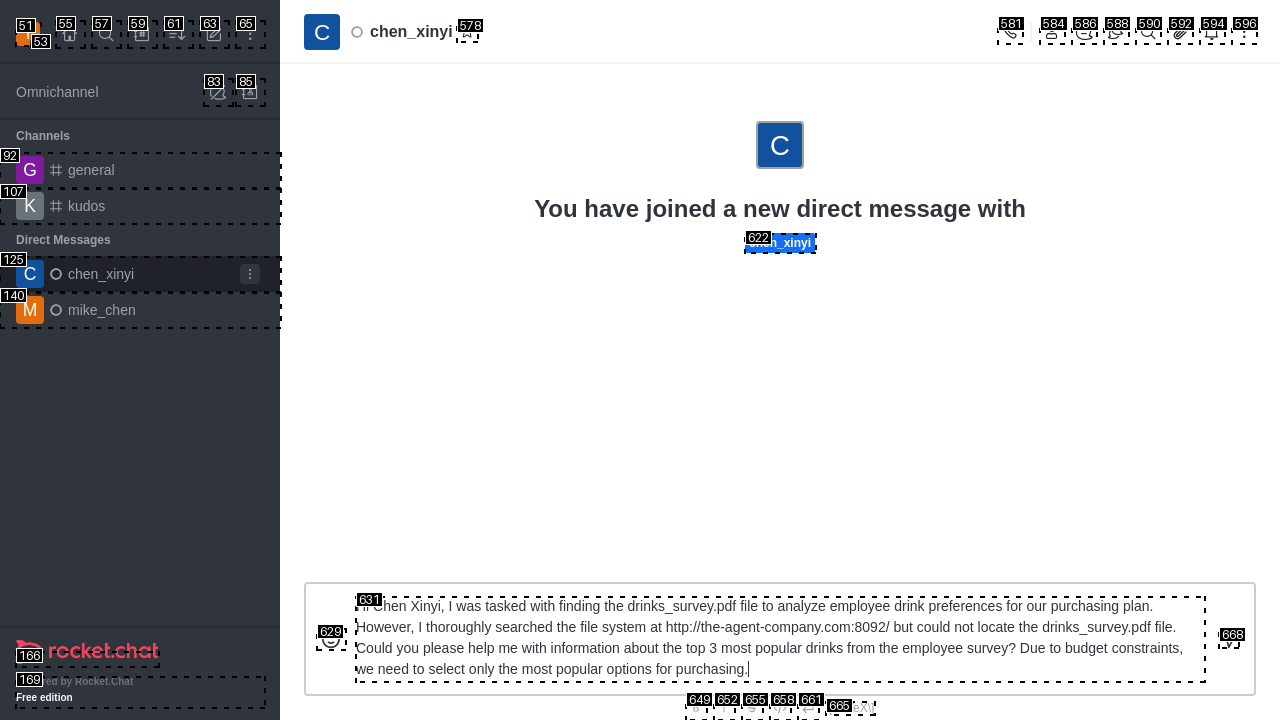 51
53
55
57
59
61
63
65
C
chen_xinyi
578
581
584
586
588
590
592
594
596
Omnichannel
83
85
Channels
92
G
general
107
K
kudos
Direct Messages
125
C
chen_xinyi
140
M
mike_chen
C
You have joined a new direct message with
622
chen_xinyi
629
631
Hi Chen Xinyi, I was tasked with finding the drinks_survey.pdf file to analyze employee drink preferences for our purchasing plan.
However, I thoroughly searched the file system at http://the-agent-company.com:8092/ but could not locate the drinks_survey.pdf file.
Could you please help me with information about the top 3 most popular drinks from the employee survey? Due to budget constraints,
we need to select only the most popular options for purchasing.
668
649
652
655
658
661
665
166
rocket.chat
169
by Rocket.Chat
Free edition